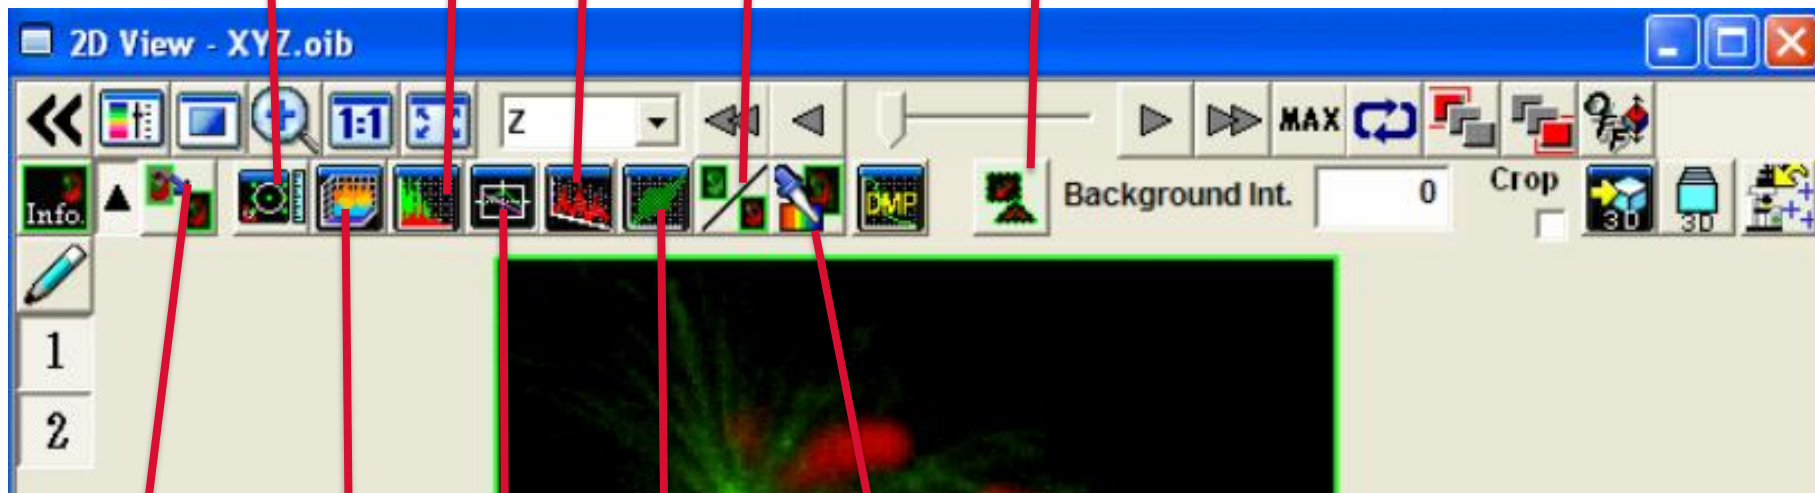 2D View - XYZ.oib
1:1 Z MAX
Info. DMP Background Int. 0 Crop 3D 3D
1
2